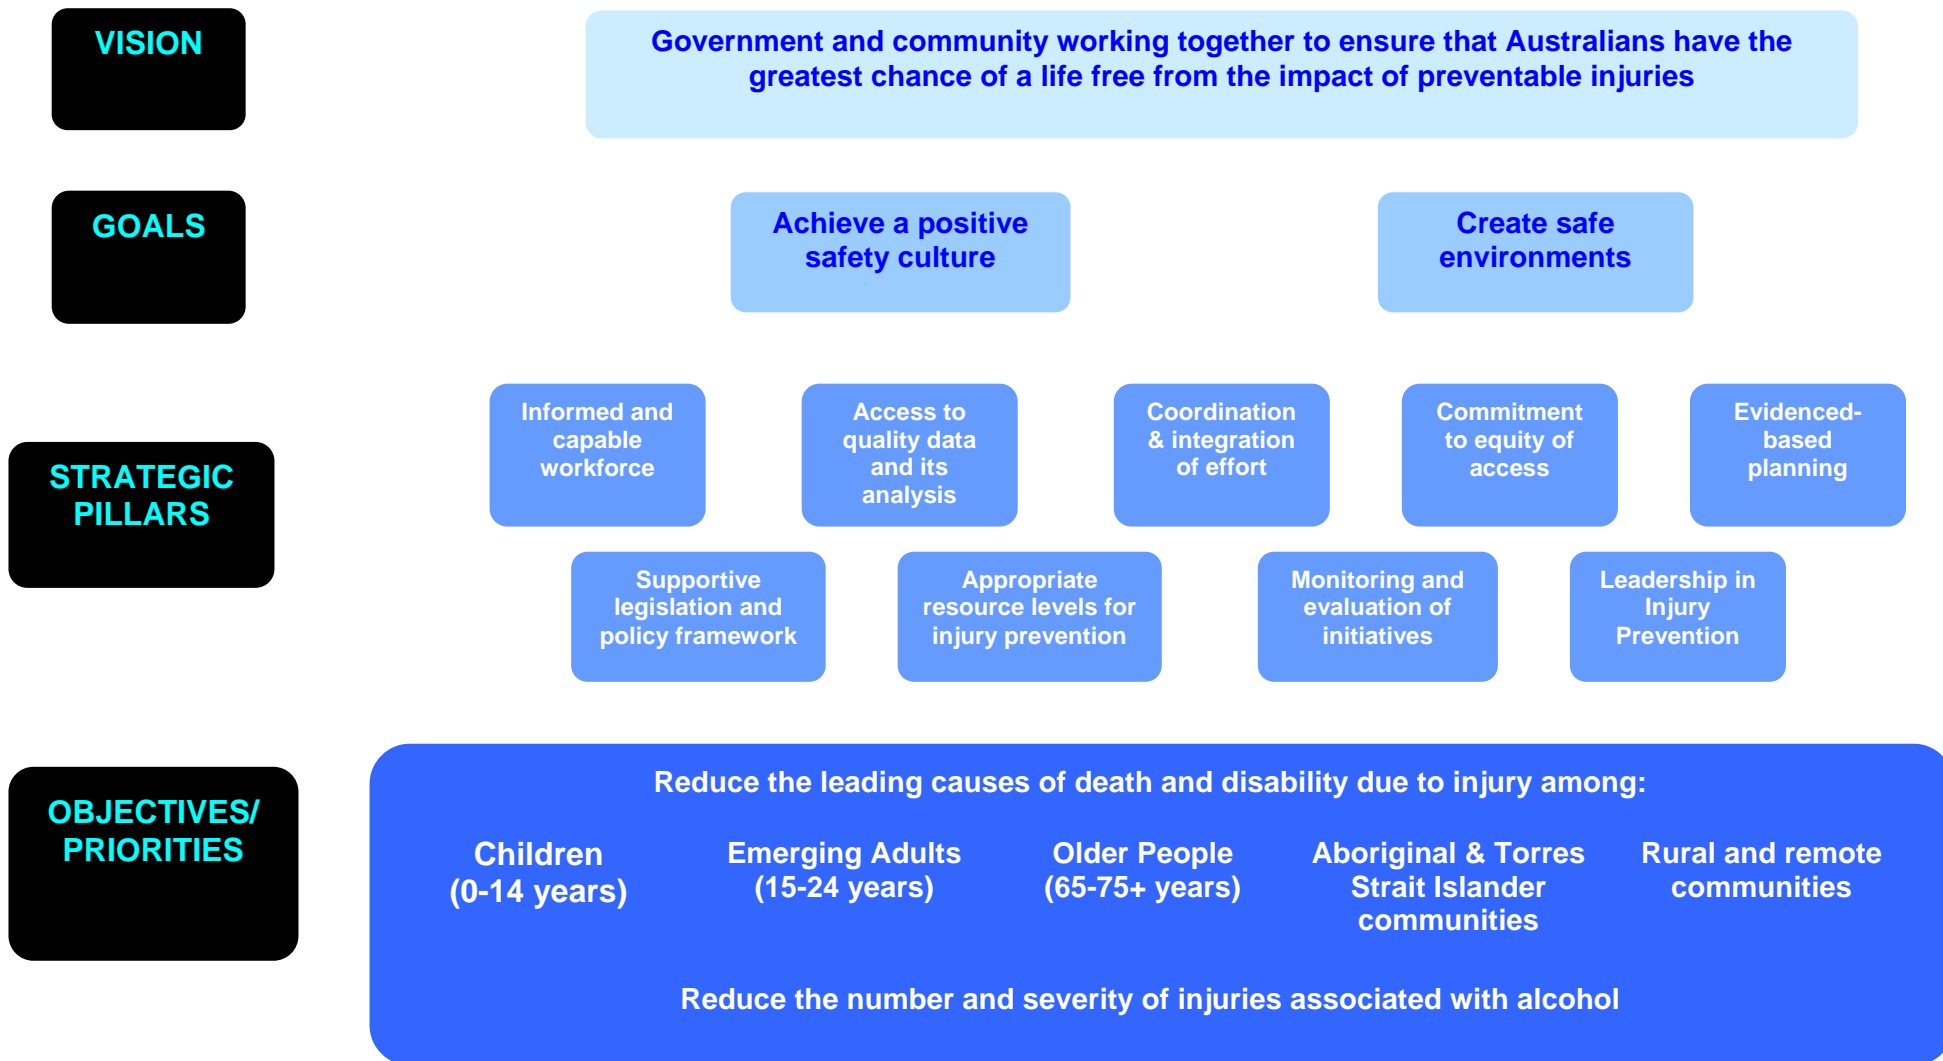 VISION
Government and community working together to ensure that Australians have the
greatest chance of a life free from the impact of preventable injuries
GOALS
Achieve a positive
safety culture
Create safe
environments
STRATEGIC
PILLARS
Informed and
capable
workforce
Access to
quality data
and its
analysis
Coordination
& integration
of effort
Commitment
to equity of
access
Evidenced-
based
planning
Supportive
legislation and
policy framework
Appropriate
resource levels for
injury prevention
Monitoring and
evaluation of
initiatives
Leadership in
Injury
Prevention
OBJECTIVES/
PRIORITIES
Reduce the leading causes of death and disability due to injury among:
Children
(0-14 years)
Emerging Adults
(15-24 years)
Older People
(65-75+ years)
Aboriginal & Torres
Strait Islander
communities
Rural and remote
communities
Reduce the number and severity of injuries associated with alcohol